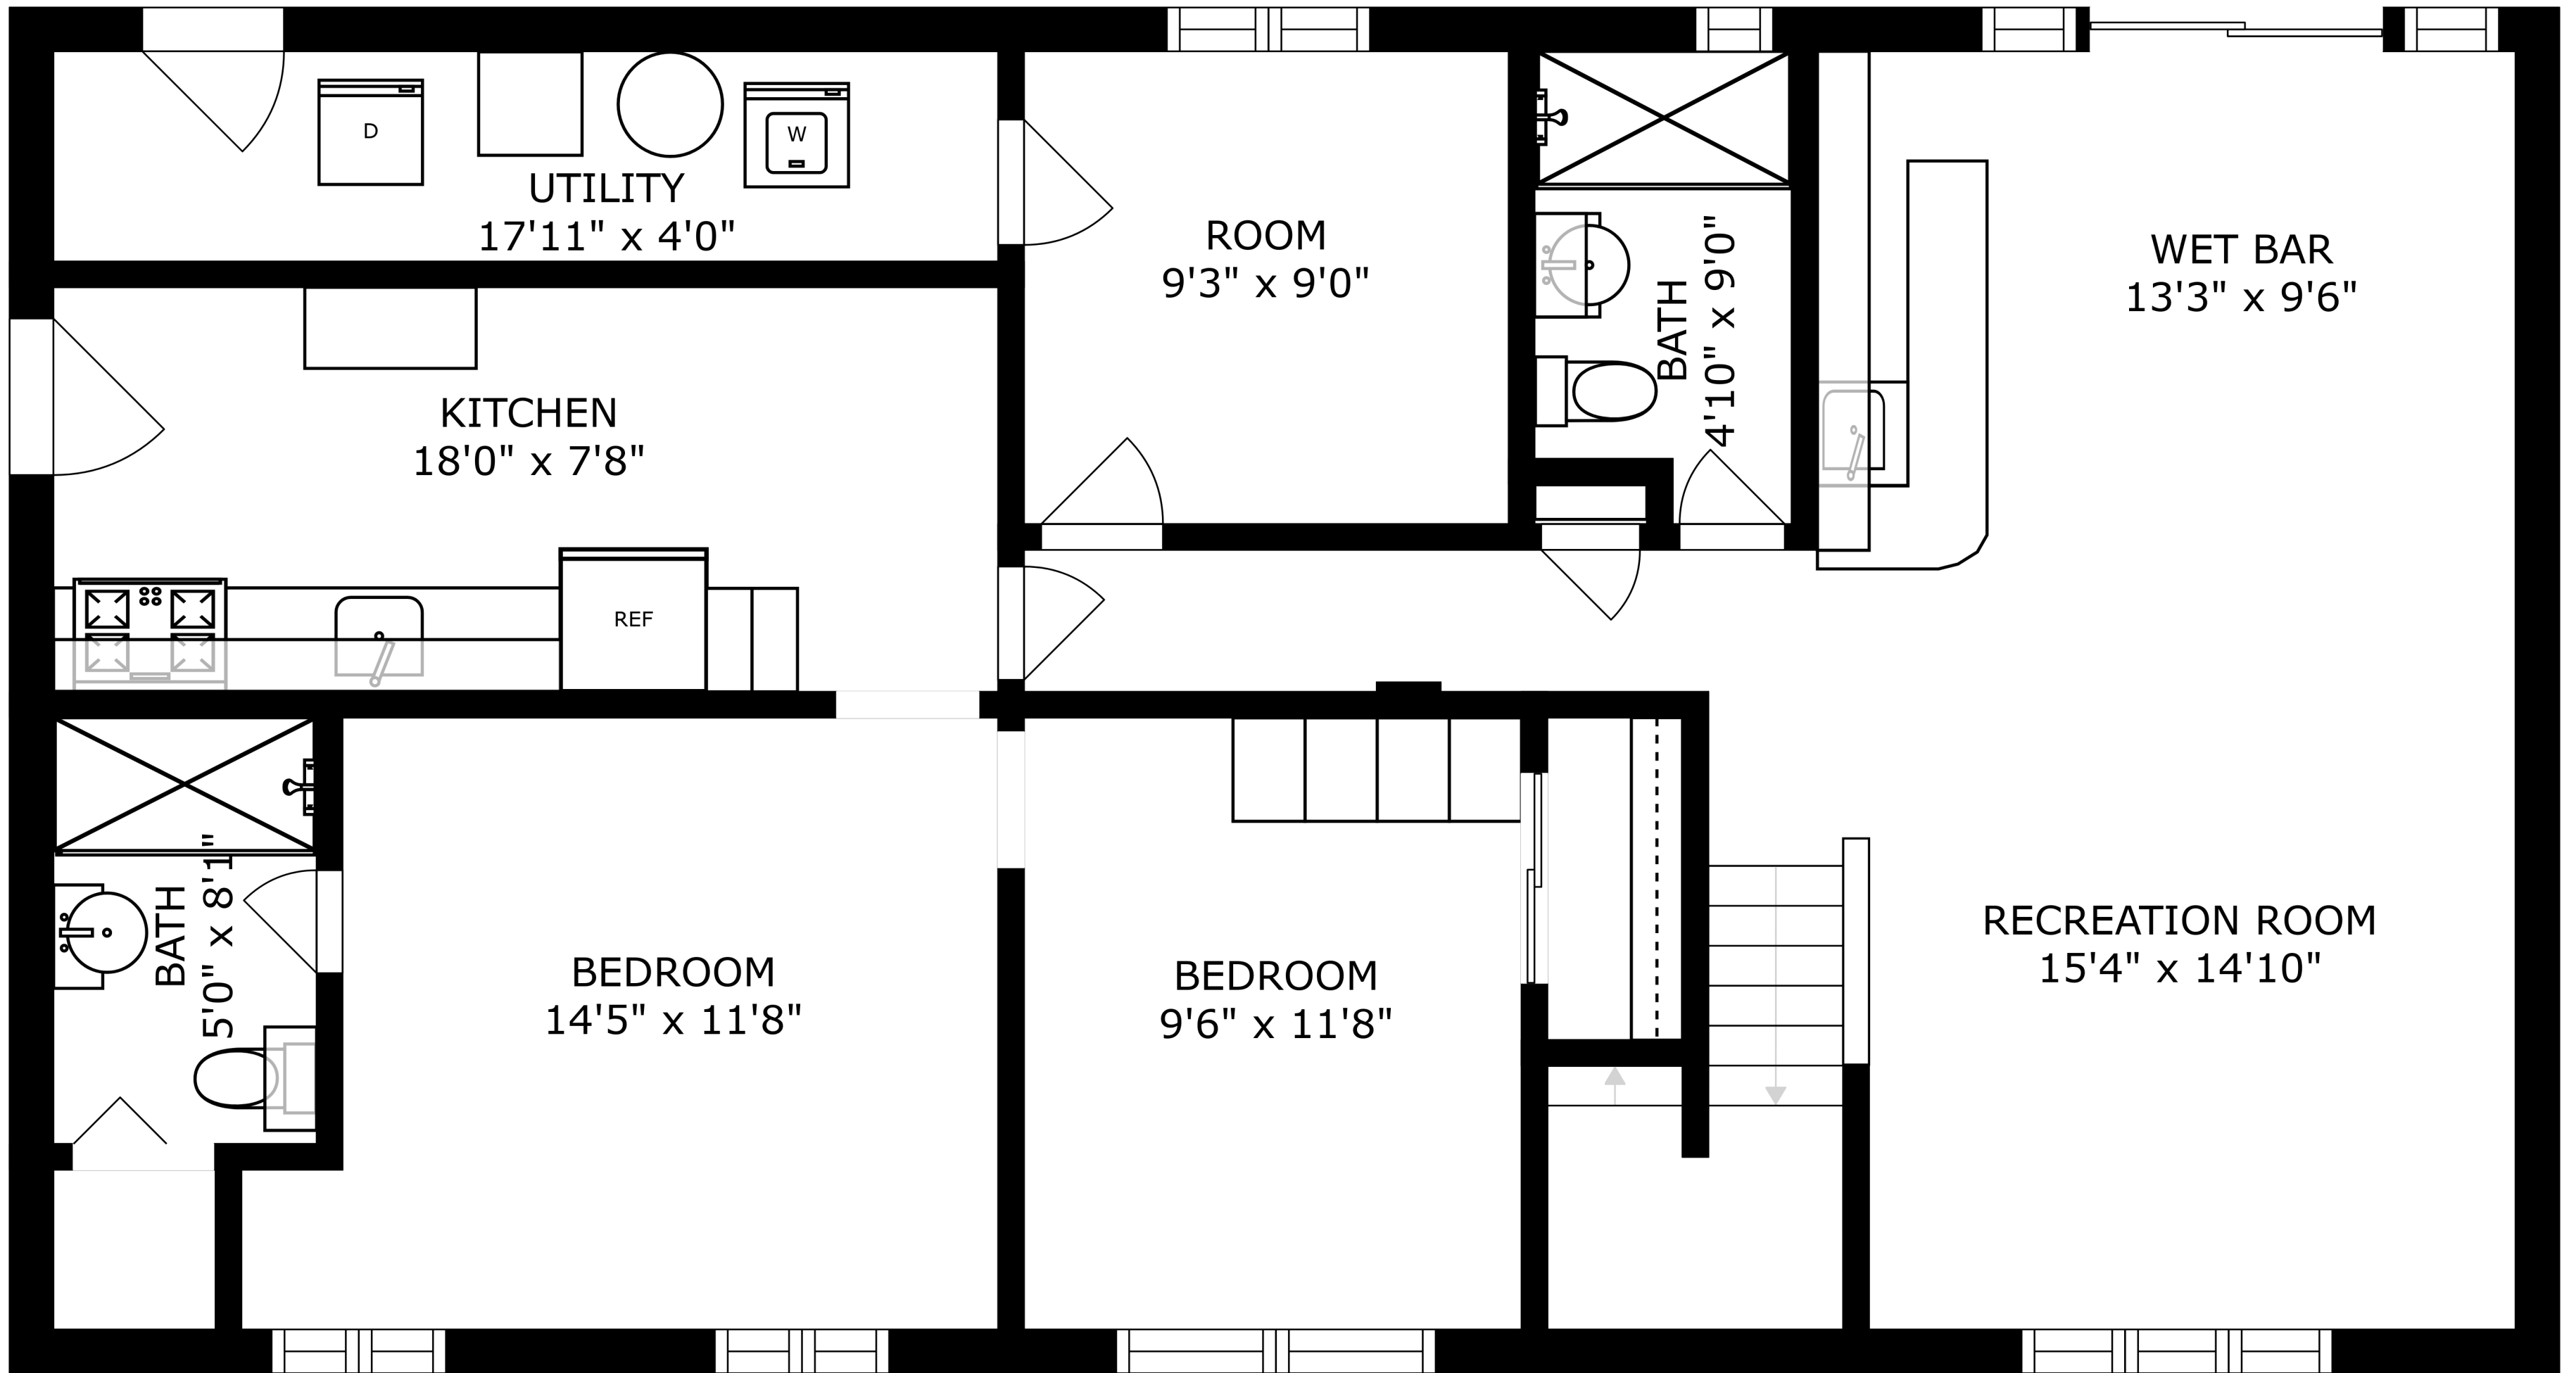 D
W
UTILITY
17'11" x 4'0"
ROOM
9'3" x 9'0"
BATH
4'10" x 9'0"
WET BAR
13'3" x 9'6"
KITCHEN
18'0" x 7'8"
REF
BATH
5'0" x 8'1"
BEDROOM
14'5" x 11'8"
BEDROOM
9'6" x 11'8"
RECREATION ROOM
15'4" x 14'10"